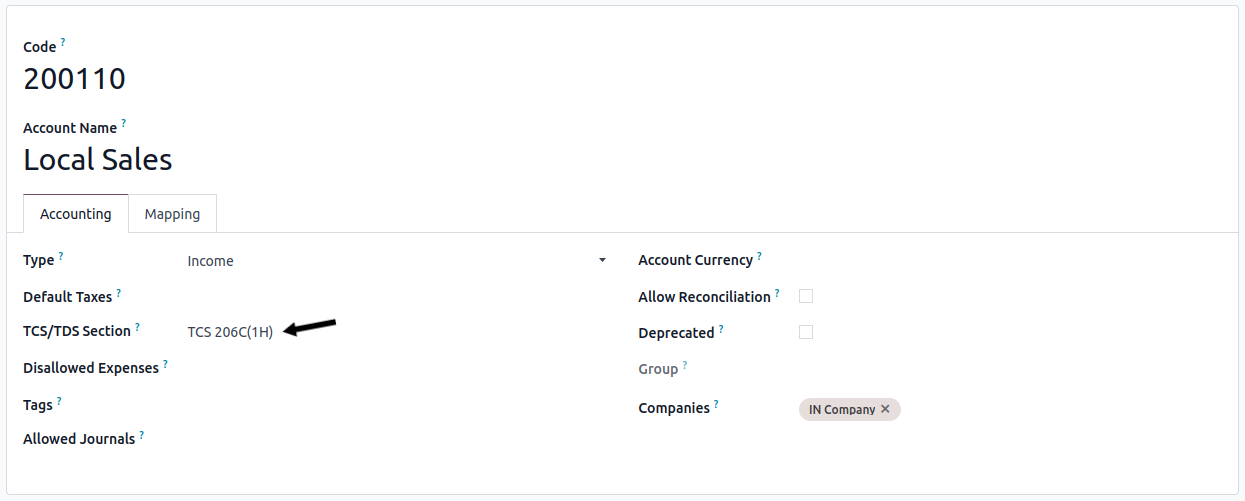 Code ?
200110
Account Name ?
Local Sales
Accounting Mapping
Type ? Income
Default Taxes ?
TCS/TDS Section ? TCS 206C(1H)
Disallowed Expenses ?
Tags ?
Allowed Journals ?
Account Currency ?
Allow Reconciliation ?
Deprecated ?
Group ?
Companies ? IN Company ✕